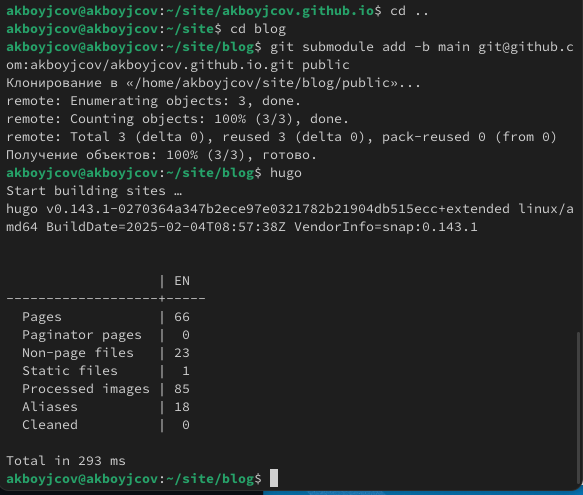 akboyjcov@akboyjcov:~/site/akboyjcov.github.io$ cd ..
akboyjcov@akboyjcov:~/site$ cd blog
akboyjcov@akboyjcov:~/site/blog$ git submodule add -b main git@github.c
om:akboyjcov/akboyjcov.github.io.git public
Клонирование в «/home/akboyjcov/site/blog/public»...
remote: Enumerating objects: 3, done.
remote: Counting objects: 100% (3/3), done.
remote: Total 3 (delta 0), reused 3 (delta 0), pack-reused 0 (from 0)
Получение объектов: 100% (3/3), готово.
akboyjcov@akboyjcov:~/site/blog$ hugo
Start building sites …
hugo v0.143.1-0270364a347b2ece97e0321782b21904db515ecc+extended linux/a
md64 BuildDate=2025-02-04T08:57:38Z VendorInfo=snap:0.143.1
                   | EN
-------------------+-----
  Pages            | 66
  Paginator pages  |  0
  Non-page files   | 23
  Static files     |  1
  Processed images | 85
  Aliases          | 18
  Cleaned          |  0
Total in 293 ms
akboyjcov@akboyjcov:~/site/blog$